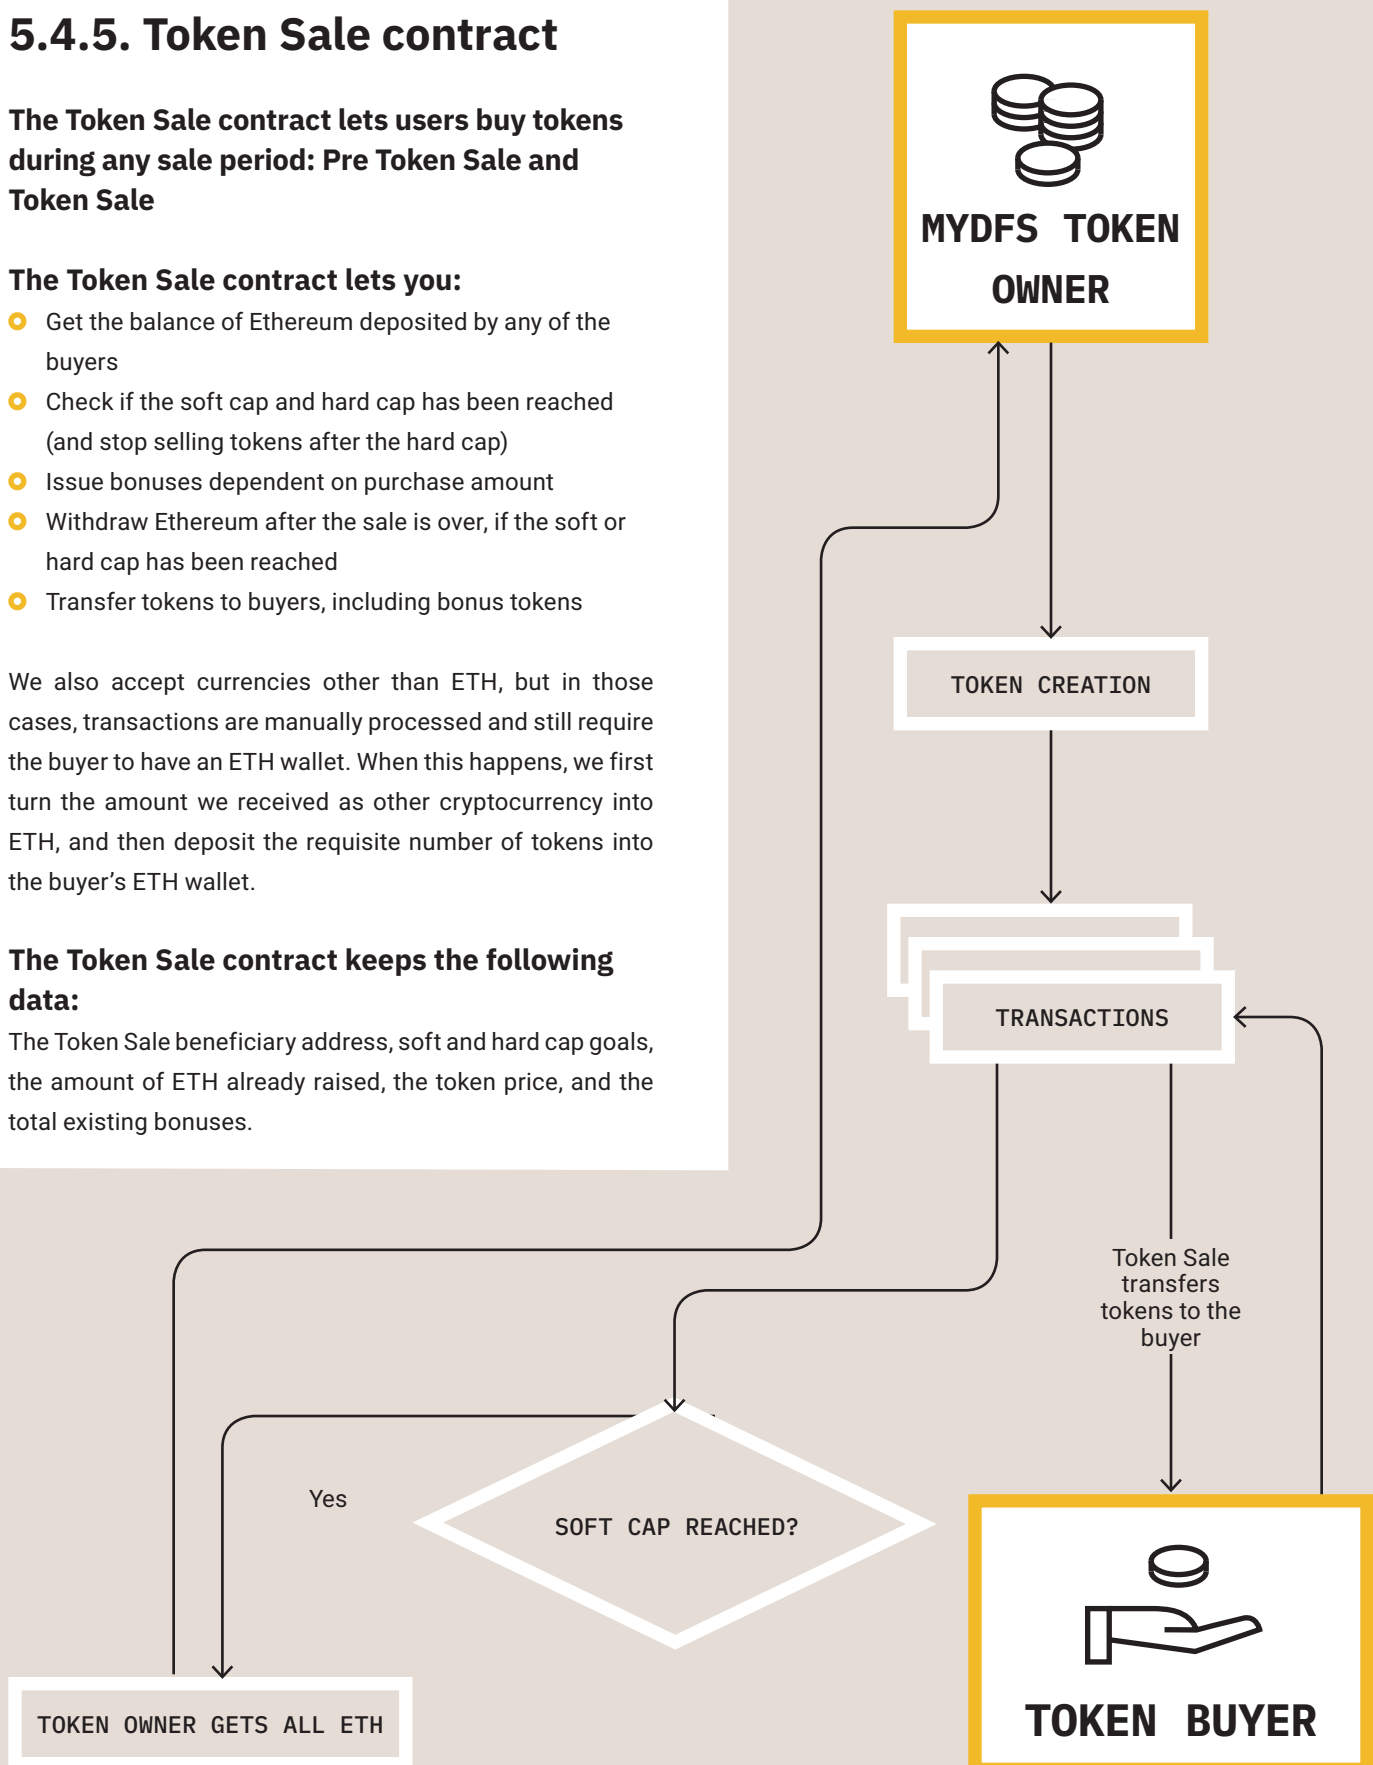 5.4.5. Token Sale contract
The Token Sale contract lets users buy tokens
during any sale period: Pre Token Sale and
Token Sale
The Token Sale contract lets you:
Get the balance of Ethereum deposited by any of the
buyers
Check if the soft cap and hard cap has been reached
(and stop selling tokens after the hard cap)
Issue bonuses dependent on purchase amount
Withdraw Ethereum after the sale is over, if the soft or
hard cap has been reached
Transfer tokens to buyers, including bonus tokens
We also accept currencies other than ETH, but in those
cases, transactions are manually processed and still require
the buyer to have an ETH wallet. When this happens, we first
turn the amount we received as other cryptocurrency into
ETH, and then deposit the requisite number of tokens into
the buyer’s ETH wallet.
The Token Sale contract keeps the following
data:
The Token Sale beneficiary address, soft and hard cap goals,
the amount of ETH already raised, the token price, and the
total existing bonuses.
MYDFS TOKEN
OWNER
TOKEN CREATION
TRANSACTIONS
Token Sale
transfers
tokens to the
buyer
Yes
SOFT CAP REACHED?
TOKEN OWNER GETS ALL ETH
TOKEN BUYER